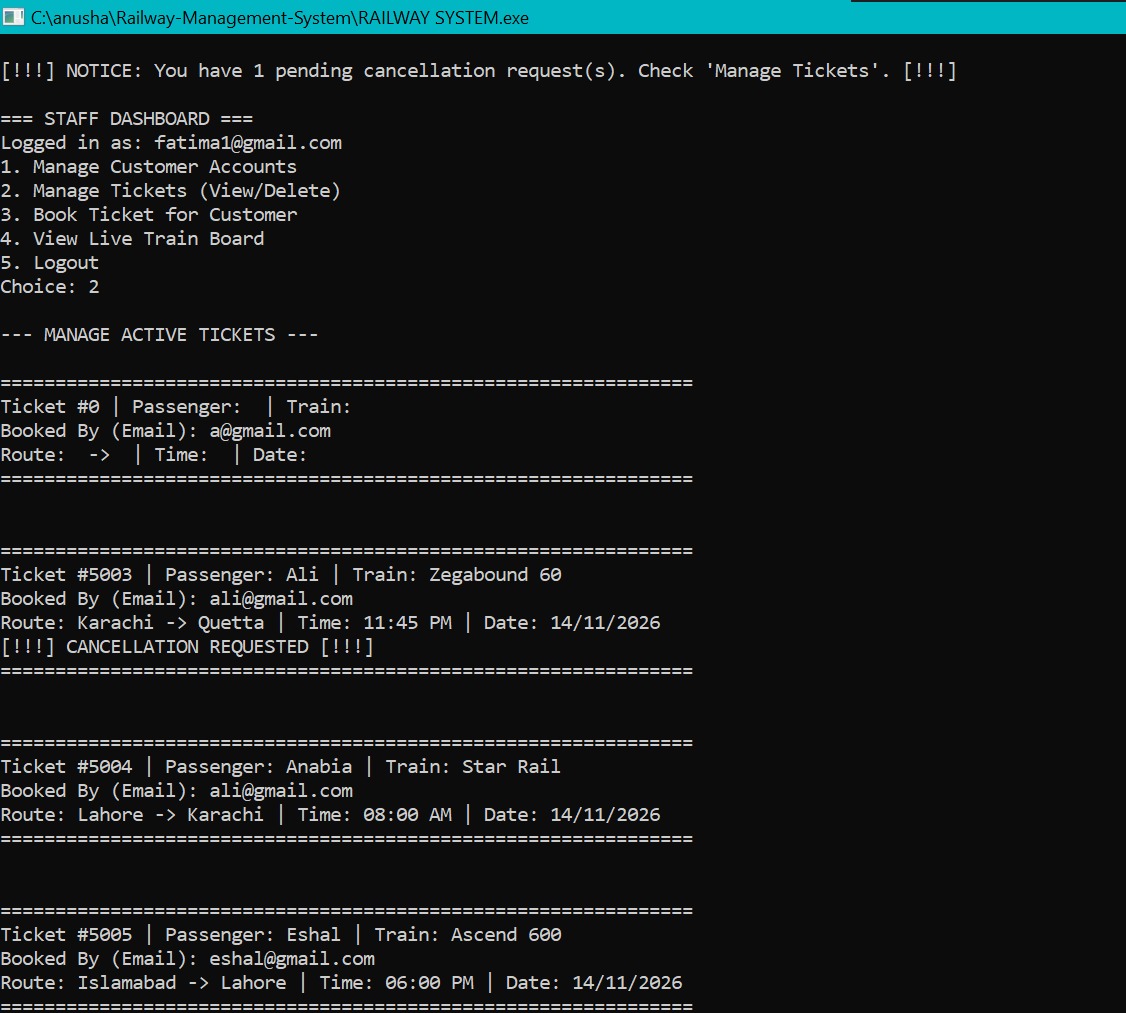 C:\anusha\Railway-Management-System\RAILWAY SYSTEM.exe
[!!!] NOTICE: You have 1 pending cancellation request(s). Check 'Manage Tickets'. [!!!]
=== STAFF DASHBOARD ===
Logged in as: fatima1@gmail.com
1. Manage Customer Accounts
2. Manage Tickets (View/Delete)
3. Book Ticket for Customer
4. View Live Train Board
5. Logout
Choice: 2
--- MANAGE ACTIVE TICKETS ---
===============================================================
Ticket #0 | Passenger:  | Train:
Booked By (Email): a@gmail.com
Route:  ->  | Time:  | Date:
===============================================================
===============================================================
Ticket #5003 | Passenger: Ali | Train: Zegabound 60
Booked By (Email): ali@gmail.com
Route: Karachi -> Quetta | Time: 11:45 PM | Date: 14/11/2026
[!!!] CANCELLATION REQUESTED [!!!]
===============================================================
===============================================================
Ticket #5004 | Passenger: Anabia | Train: Star Rail
Booked By (Email): ali@gmail.com
Route: Lahore -> Karachi | Time: 08:00 AM | Date: 14/11/2026
===============================================================
===============================================================
Ticket #5005 | Passenger: Eshal | Train: Ascend 600
Booked By (Email): eshal@gmail.com
Route: Islamabad -> Lahore | Time: 06:00 PM | Date: 14/11/2026
===============================================================